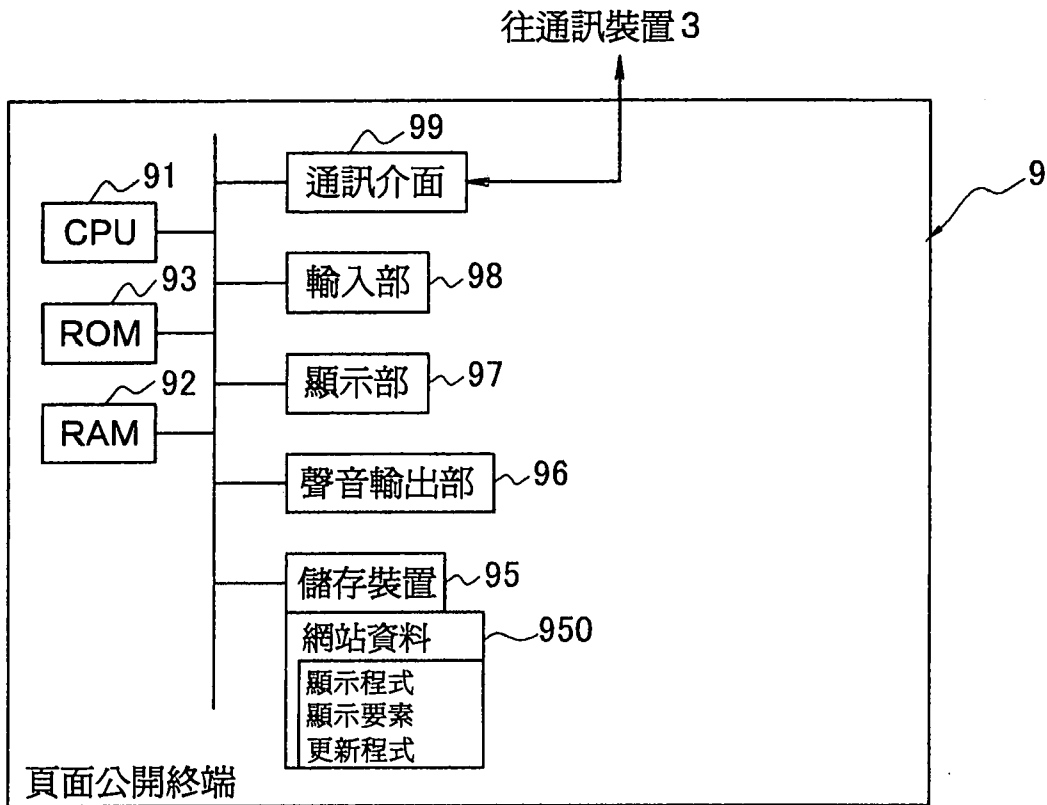 往通訊裝置3
99
通訊介面
9
91
CPU
輸入部
98
93
ROM
顯示部
97
92
RAM
聲音輸出部
96
儲存裝置
95
網站資料
950
顯示程式
顯示要素
更新程式
頁面公開終端